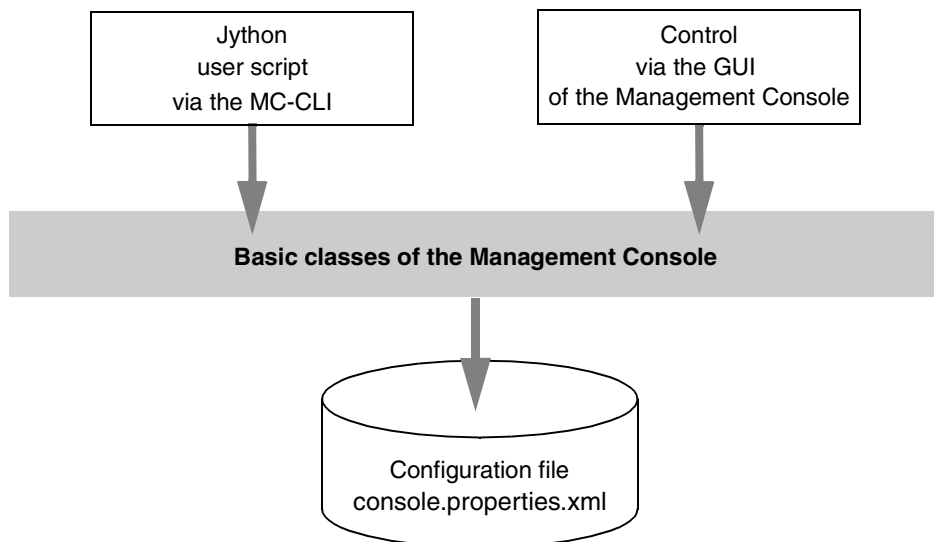 Jython
user script
via the MC-CLI
Control
via the GUI
of the Management Console
Basic classes of the Management Console
Configuration file
console.properties.xml